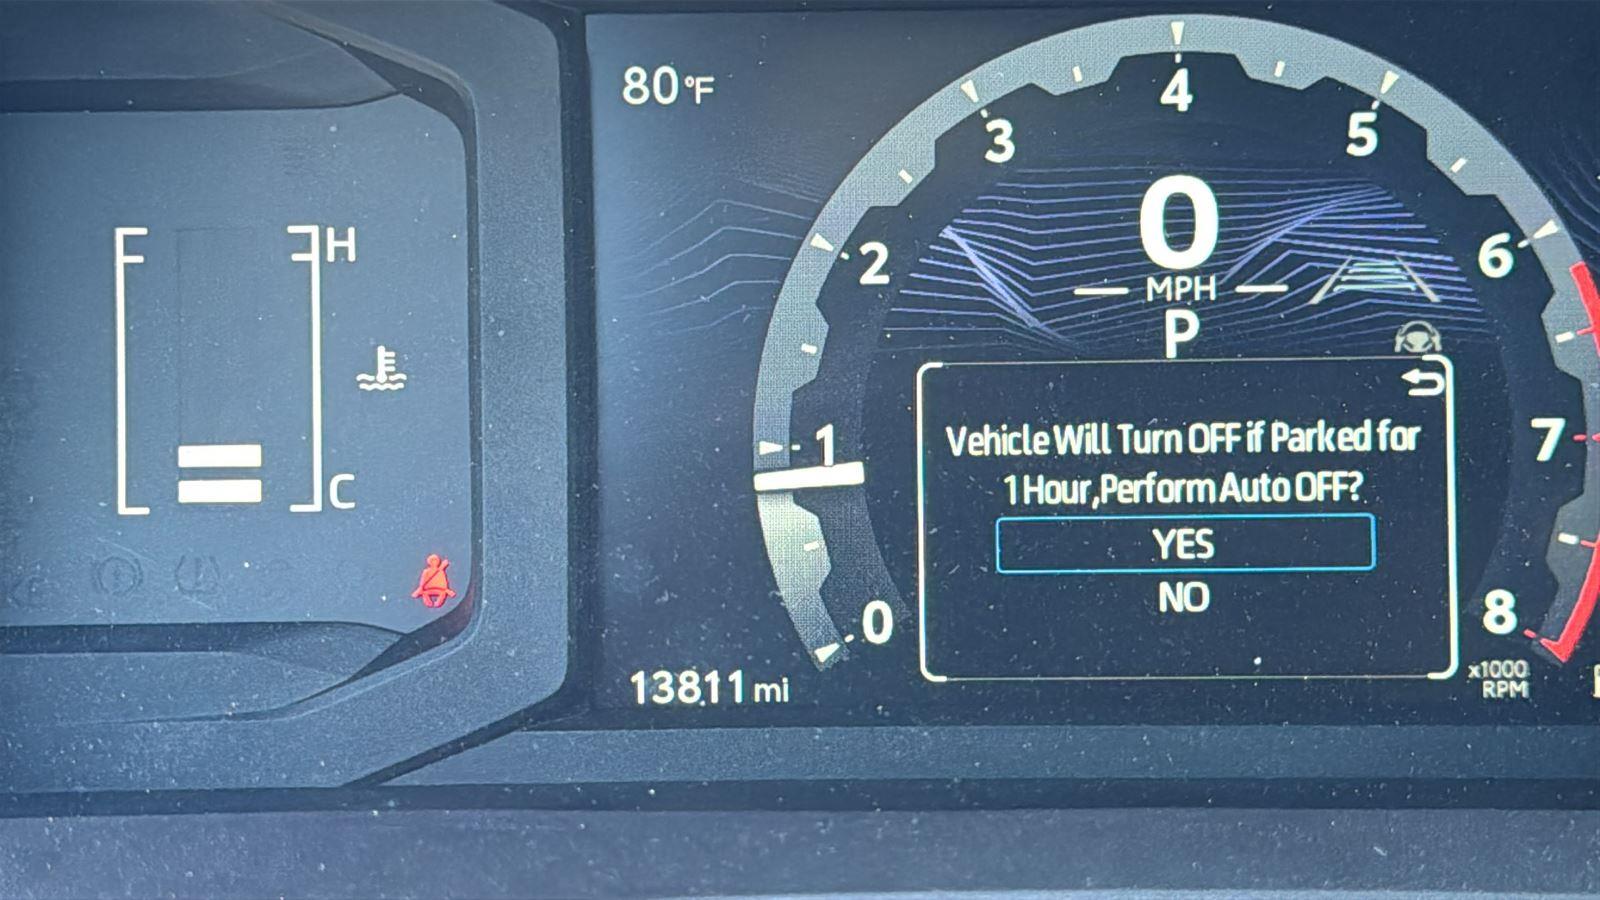 80°F
F
H
C
4
3
5
2
6
1
7
0
8
0
MPH
P
Vehicle Will Turn OFF if Parked for
1 Hour,Perform Auto OFF?
YES
NO
x1000
RPM
13811 mi